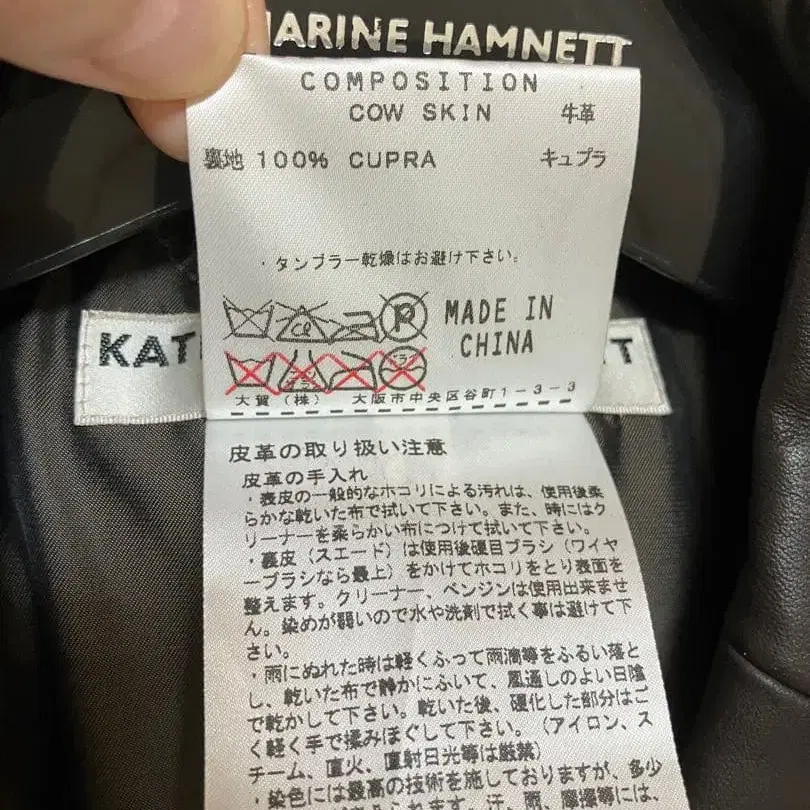 HARINE HAMNETT
COMPOSITION
COW SKIN 牛革
裏地 100% CUPRA キュプラ
・タンブラー乾燥はお避け下さい。
MADE IN
CHINA
KAT
T
大賀（株） 大阪市中央区谷町1-3-3
皮革の取り扱い注意
皮革の手入れ
・表皮の一般的なホコリによる汚れは、使用後柔
らかな乾いた布で拭いて下さい。また、時にはク
リーナーを柔らかい布につけて拭いて下さい。
・裏皮（スエード）は使用後硬目ブラシ（ワイヤ
ーブラシなら最上）をかけてホコリをとり表面を
整えます。クリーナー、ベンジンは使用出来ませ
ん。染めが弱いので水や洗剤で拭く事は避けて下
さい。
・雨にぬれた時は軽くふって雨滴等をふるい落と
し、乾いた布で静かにふいて、風通しのよい日陰
で乾かして下さい。乾いた後、硬化した部分はご
く軽く手で揉みほぐして下さい。（アイロン、ス
チーム、直火、直射日光等は厳禁）
・染色には最高の技術を施しておりますが、多少